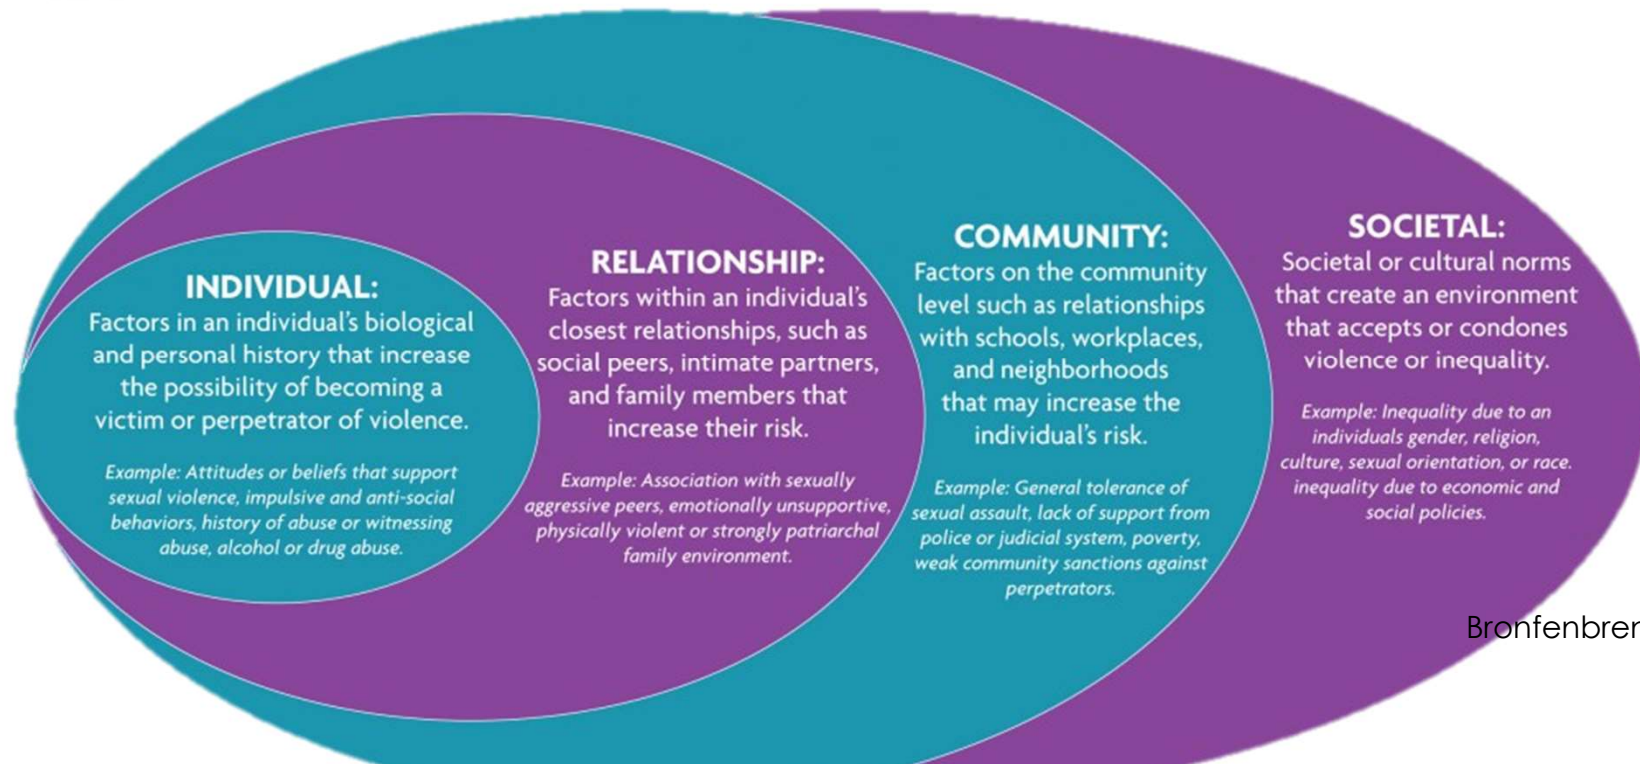 INDIVIDUAL:
Factors in an individual's biological
and personal history that increase
the possibility of becoming a
victim or perpetrator of violence.
Example: Attitudes or beliefs that support
sexual violence, impulsive and anti-social
behaviors, history of abuse or witnessing
abuse, alcohol or drug abuse.
RELATIONSHIP:
Factors within an individual's
closest relationships, such as
social peers, intimate partners,
and family members that
increase their risk.
Example: Association with sexually
aggressive peers, emotionally unsupportive,
physically violent or strongly patriarchal
family environment.
COMMUNITY:
Factors on the community
level such as relationships
with schools, workplaces,
and neighborhoods
that may increase the
individual's risk.
Example: General tolerance of
sexual assault, lack of support from
police or judicial system, poverty,
weak community sanctions against
perpetrators.
SOCIETAL:
Societal or cultural norms
that create an environment
that accepts or condones
violence or inequality.
Example: Inequality due to an
individuals gender, religion,
culture, sexual orientation, or race.
inequality due to economic and
social policies.